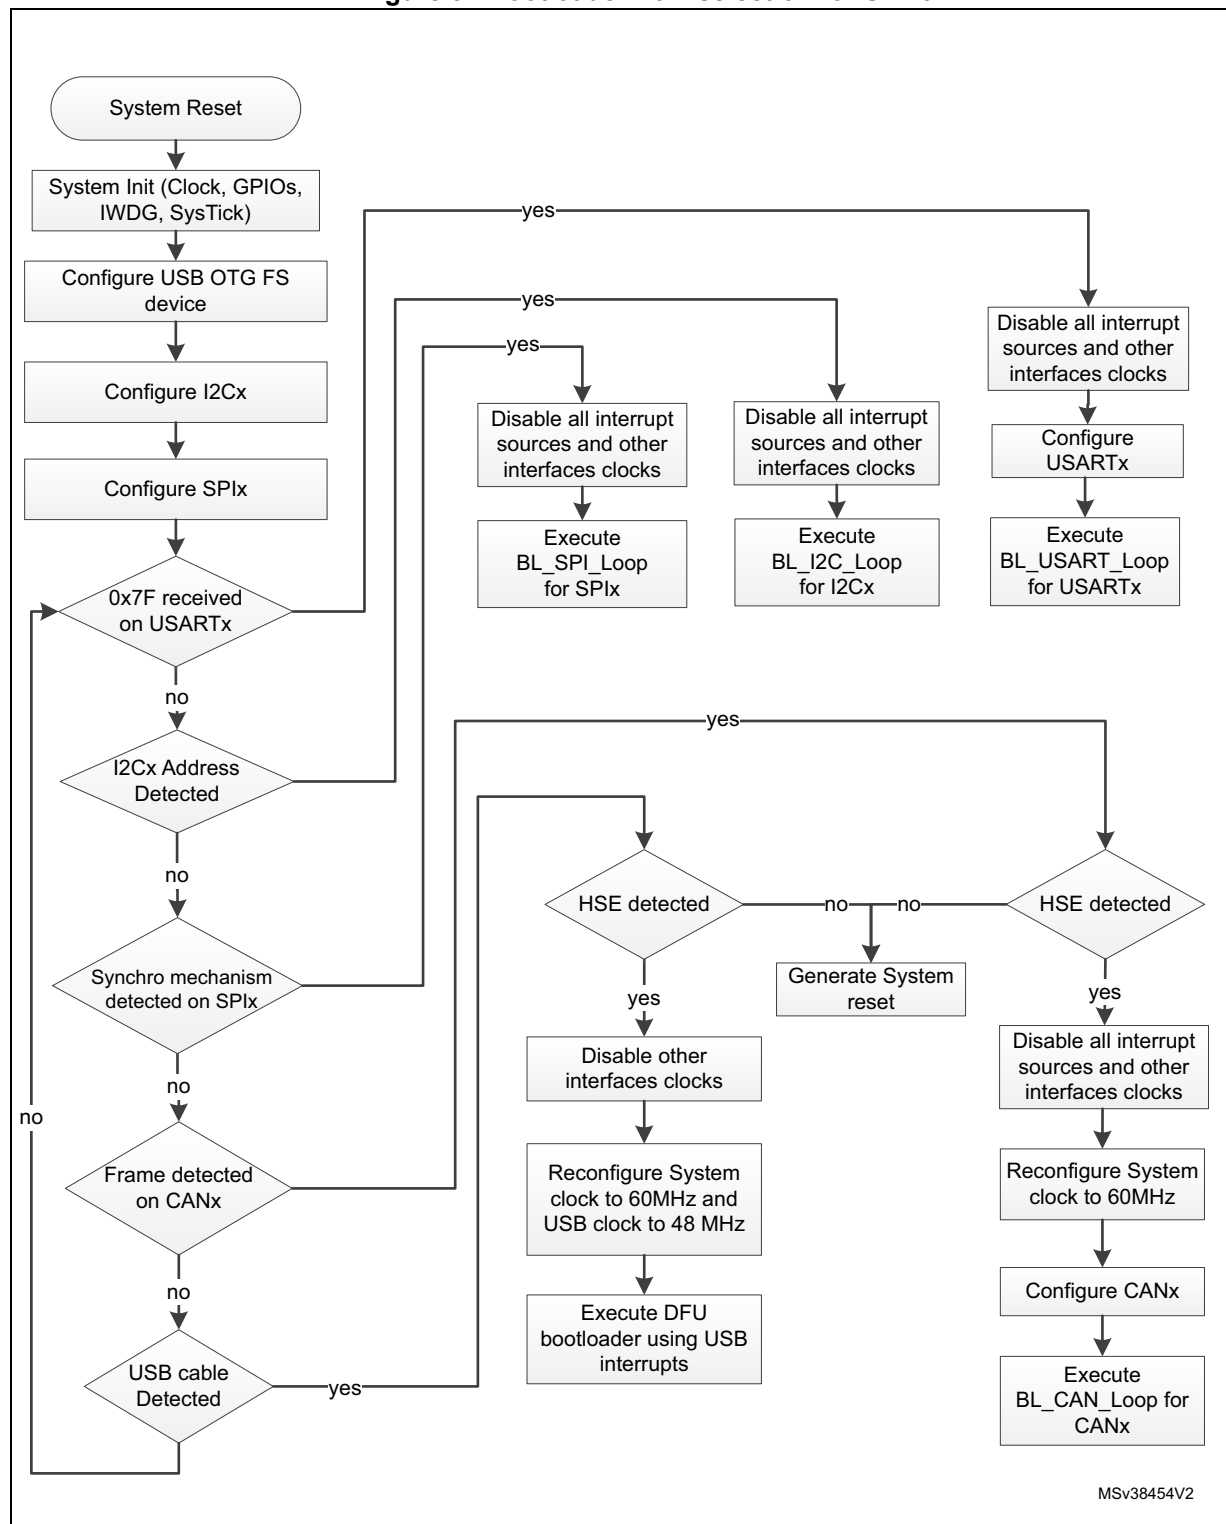 System Reset
System Init (Clock, GPIOs,
IWDG, SysTick)
Configure USB OTG FS
device
Configure I2Cx
Configure SPIx
0x7F received
on USARTx
yes
Disable all interrupt
sources and other
interfaces clocks
Configure
USARTx
Execute
BL_USART_Loop
for USARTx
no
I2Cx Address
Detected
yes
Disable all interrupt
sources and other
interfaces clocks
Execute
BL_I2C_Loop
for I2Cx
no
Synchro mechanism
detected on SPIx
yes
Disable all interrupt
sources and other
interfaces clocks
Execute
BL_SPI_Loop
for SPIx
no
Frame detected
on CANx
yes
HSE detected
no
yes
Disable all interrupt
sources and other
interfaces clocks
Reconfigure System
clock to 60MHz
Configure CANx
Execute
BL_CAN_Loop for
CANx
no
USB cable
Detected
yes
HSE detected
no
Generate System
reset
yes
Disable other
interfaces clocks
Reconfigure System
clock to 60MHz and
USB clock to 48 MHz
Execute DFU
bootloader using USB
interrupts
no
MSv38454V2